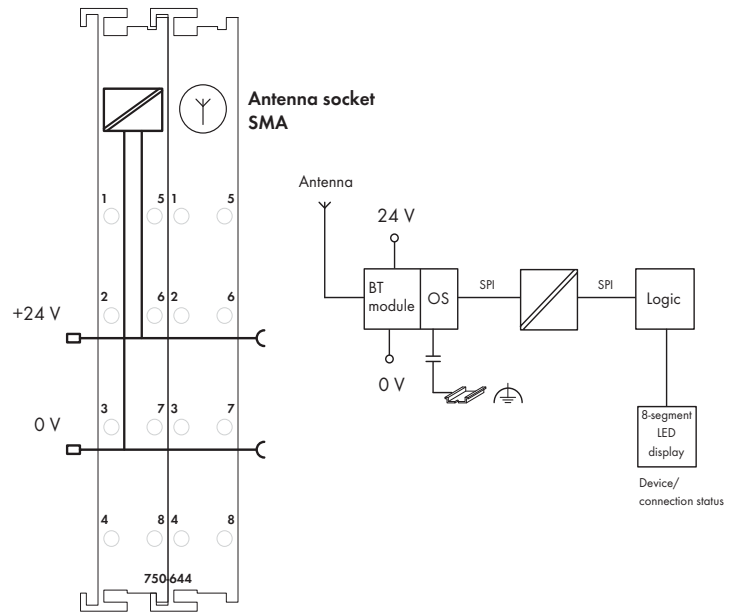 Antenna socket
SMA
1 5 1 5
2 6 2 6
+24 V
3 7 3 7
0 V
4 8 4 8
750-644
Antenna
24 V
BT
module
OS
SPI
SPI
Logic
0 V
8-segment
LED
display
Device/
connection status